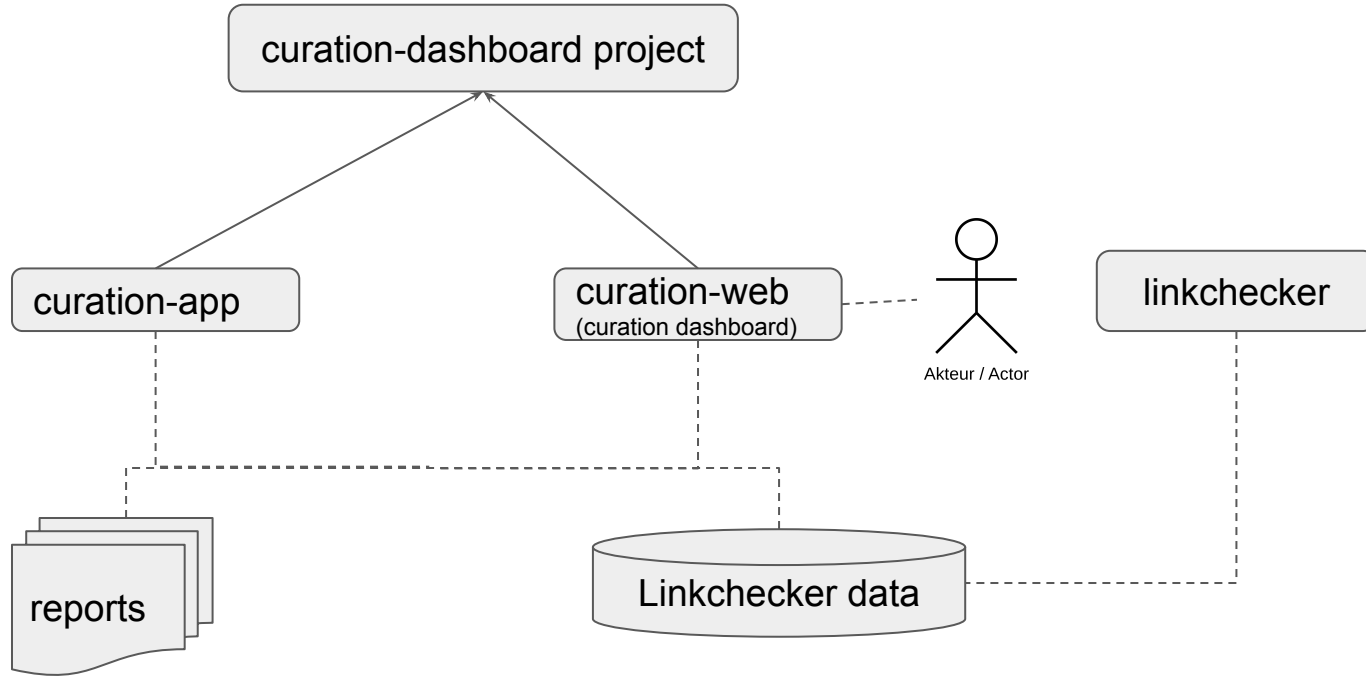 curation-dashboard project
curation-app
curation-web
(curation dashboard)
Akteur / Actor
linkchecker
reports
Linkchecker data